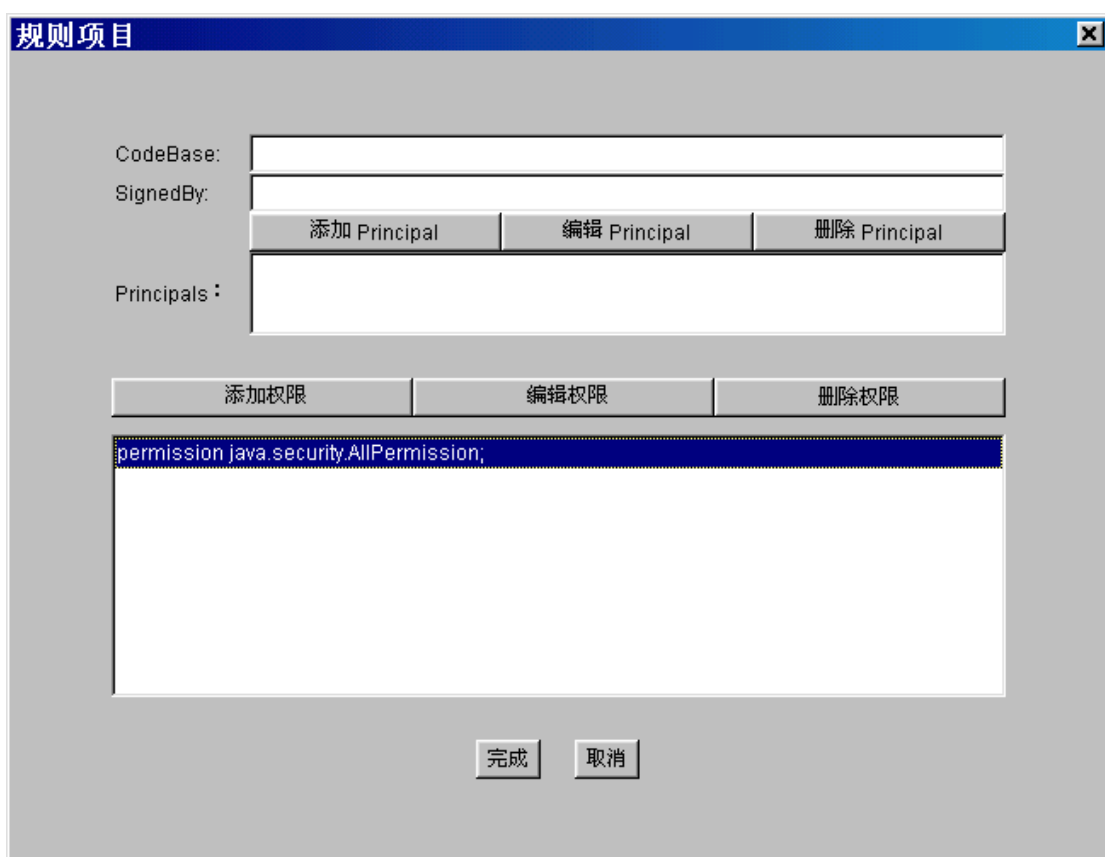 规则项目
CodeBase:
SignedBy:
添加 Principal 编辑 Principal 删除 Principal
Principals：
添加权限 编辑权限 删除权限
permission java.security.AllPermission;
完成 取消